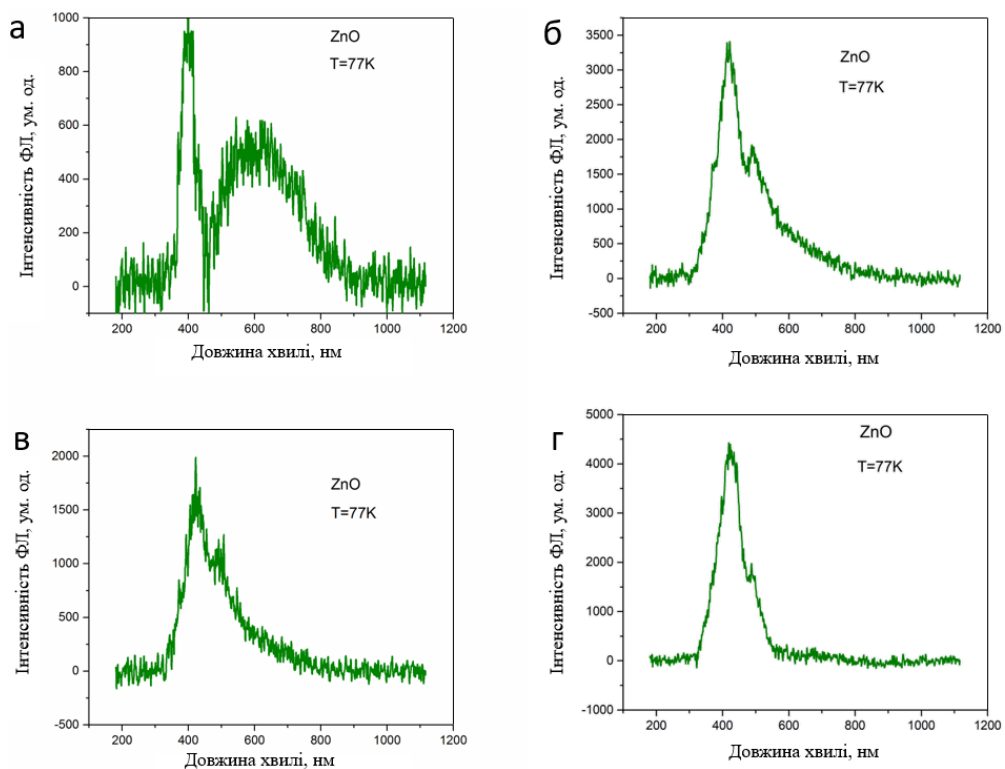 а
1000
800
600
400
200
0
ZnO
T=77K
Інтенсивність ФЛ, ум. од.
200 400 600 800 1000 1200
Довжина хвилі, нм
б
3500
3000
2500
2000
1500
1000
500
0
-500
ZnO
T=77K
Інтенсивність ФЛ, ум. од.
200 400 600 800 1000 1200
Довжина хвилі, нм
в
2000
1500
1000
500
0
-500
ZnO
T=77K
Інтенсивність ФЛ, ум. од.
200 400 600 800 1000 1200
Довжина хвилі, нм
г
5000
4000
3000
2000
1000
0
-1000
ZnO
T=77K
Інтенсивність ФЛ, ум. од.
200 400 600 800 1000 1200
Довжина хвилі, нм